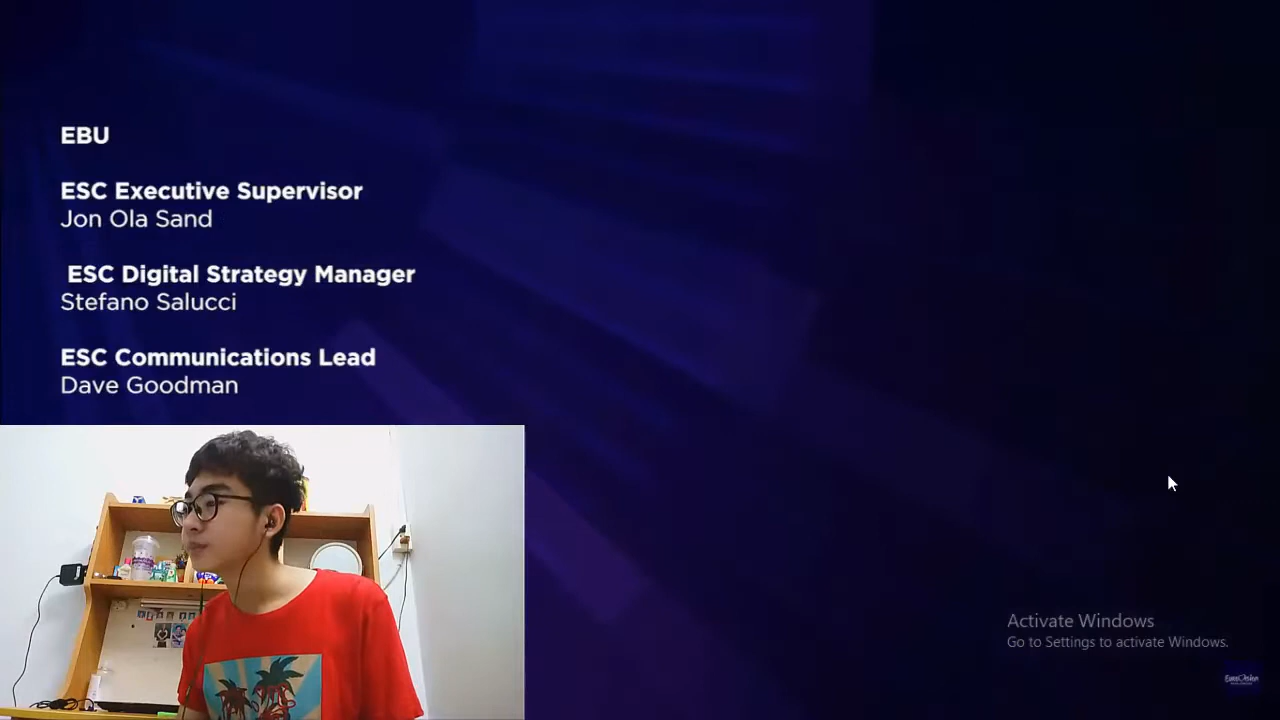 EBU
ESC Executive Supervisor
Jon Ola Sand
ESC Digital Strategy Manager
Stefano Salucci
ESC Communications Lead
Dave Goodman
Activate Windows
Go to Settings to activate Windows.
EUROVISION